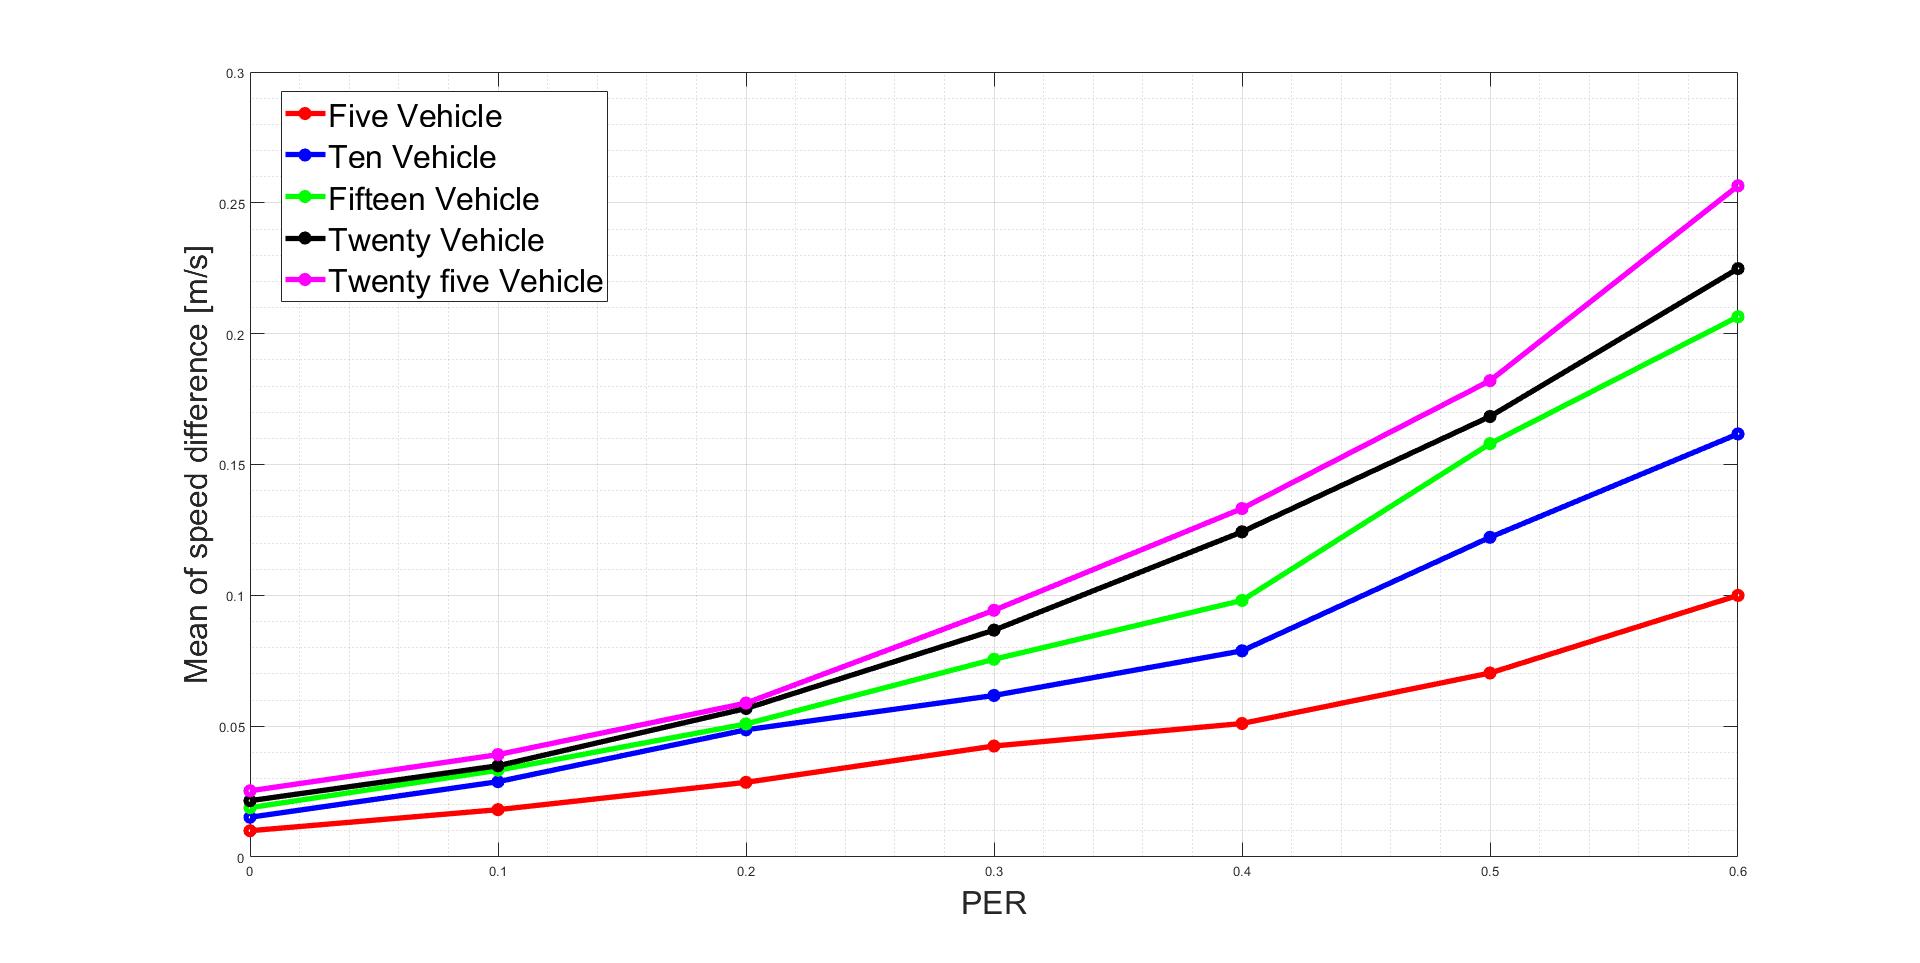 0.3
0.25
0.2
0.15
0.1
0.05
0
Mean of speed difference [m/s]
Five Vehicle
Ten Vehicle
Fifteen Vehicle
Twenty Vehicle
Twenty five Vehicle
0 0.1 0.2 0.3 0.4 0.5 0.6
PER